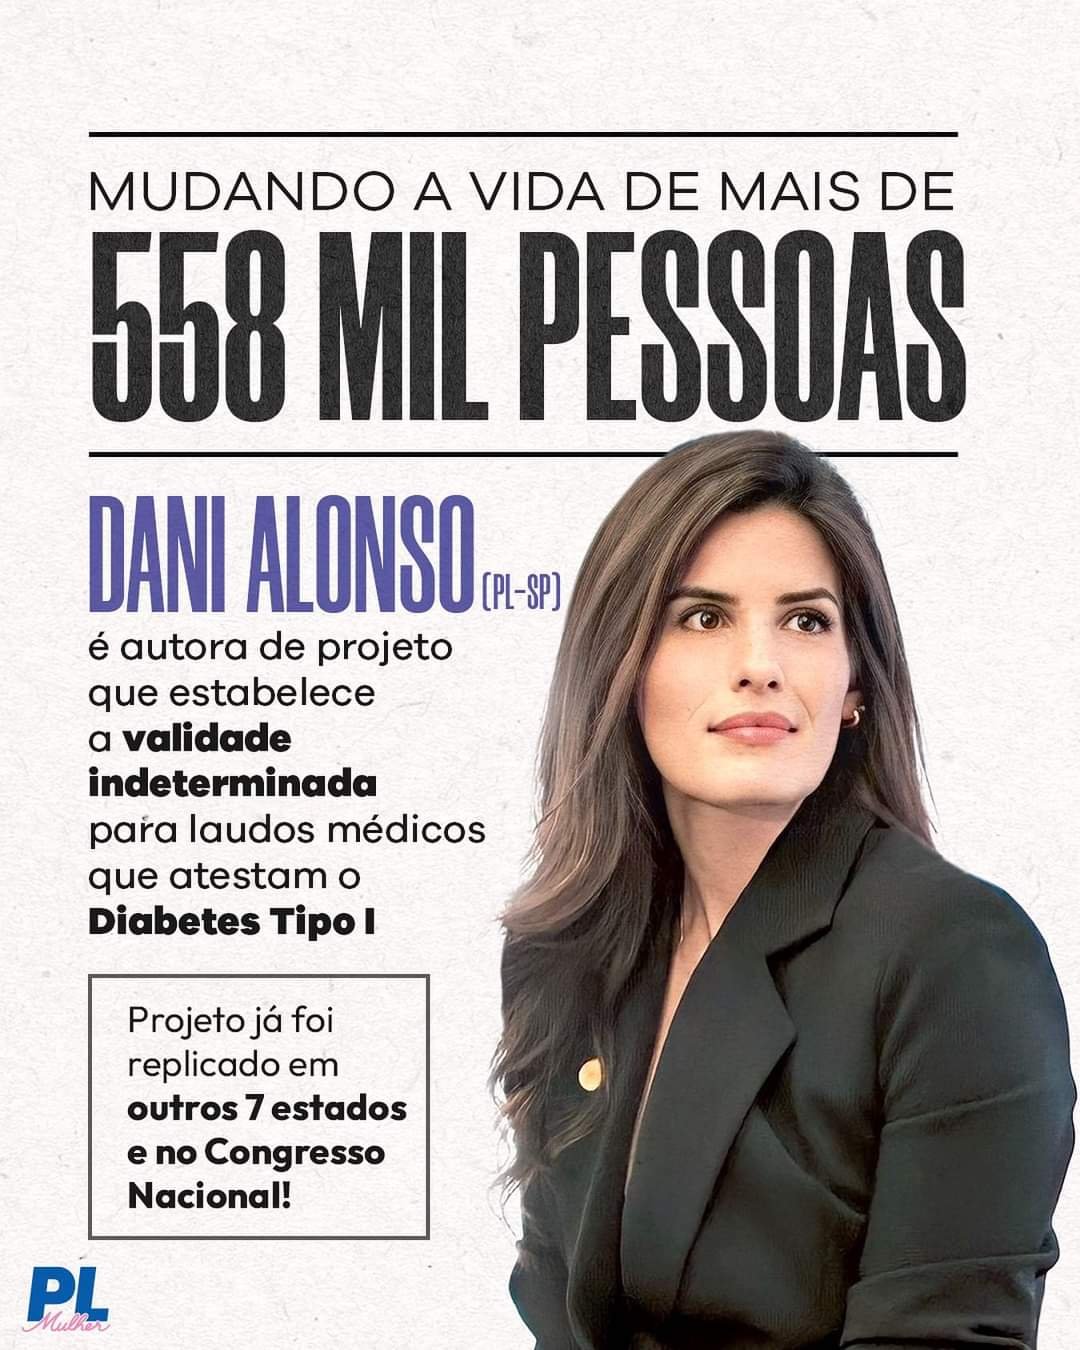 MUDANDO A VIDA DE MAIS DE
558 MIL PESSOAS
DANI ALONSO (PL-SP)
é autora de projeto
que estabelece
a validade
indeterminada
para laudos médicos
que atestam o
Diabetes Tipo I
Projeto já foi
replicado em
outros 7 estados
e no Congresso
Nacional!
PL
Mulher